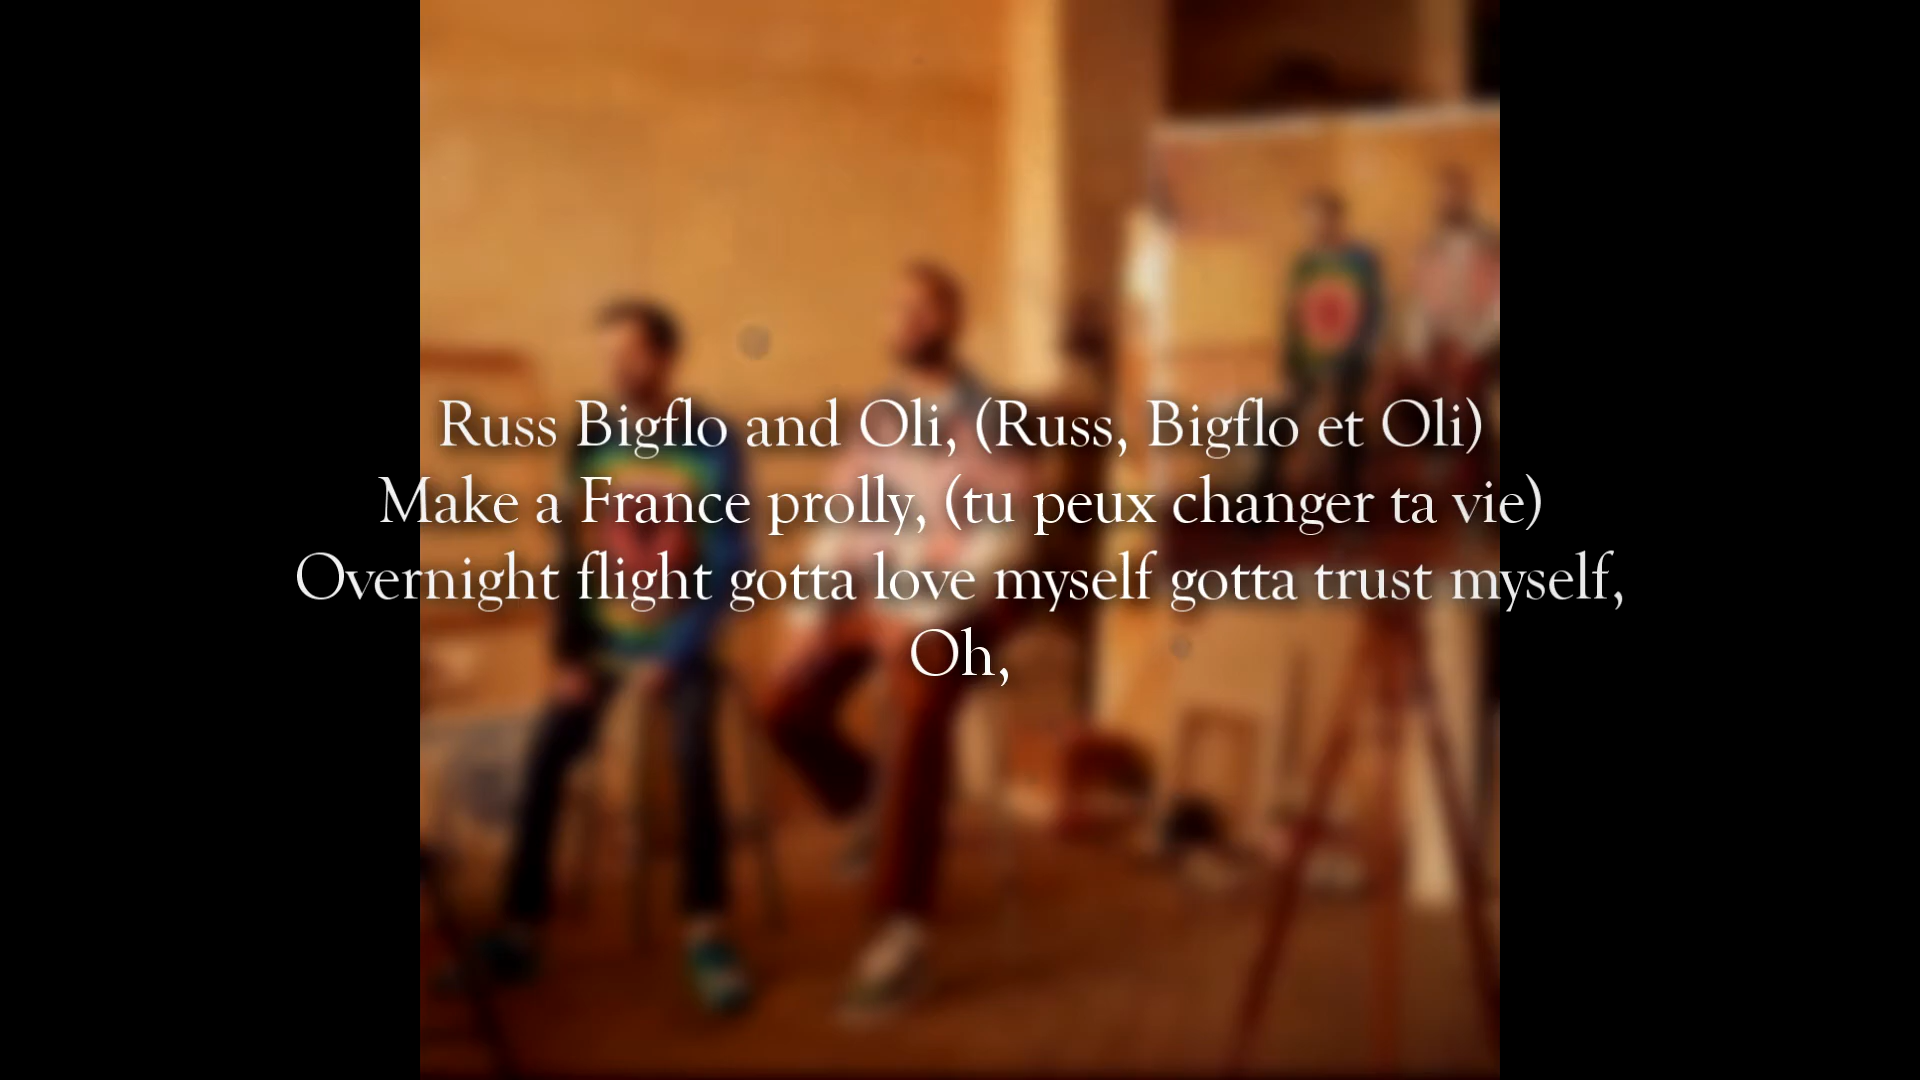 Russ Bigflo and Oli, (Russ, Bigflo et Oli)
Make a France prolly, (tu peux changer ta vie)
Overnight flight gotta love myself gotta trust myself,
Oh,